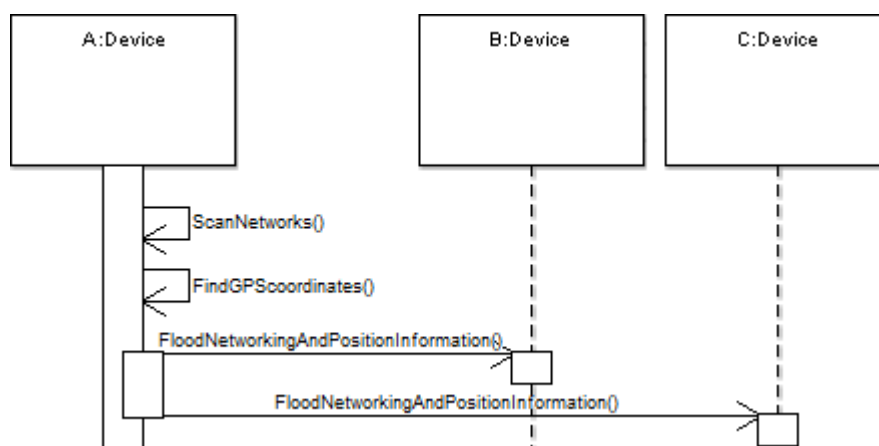 A:Device
B:Device
C:Device
ScanNetworks()
FindGPScoordinates()
FloodNetworkingAndPositionInformation()
FloodNetworkingAndPositionInformation()